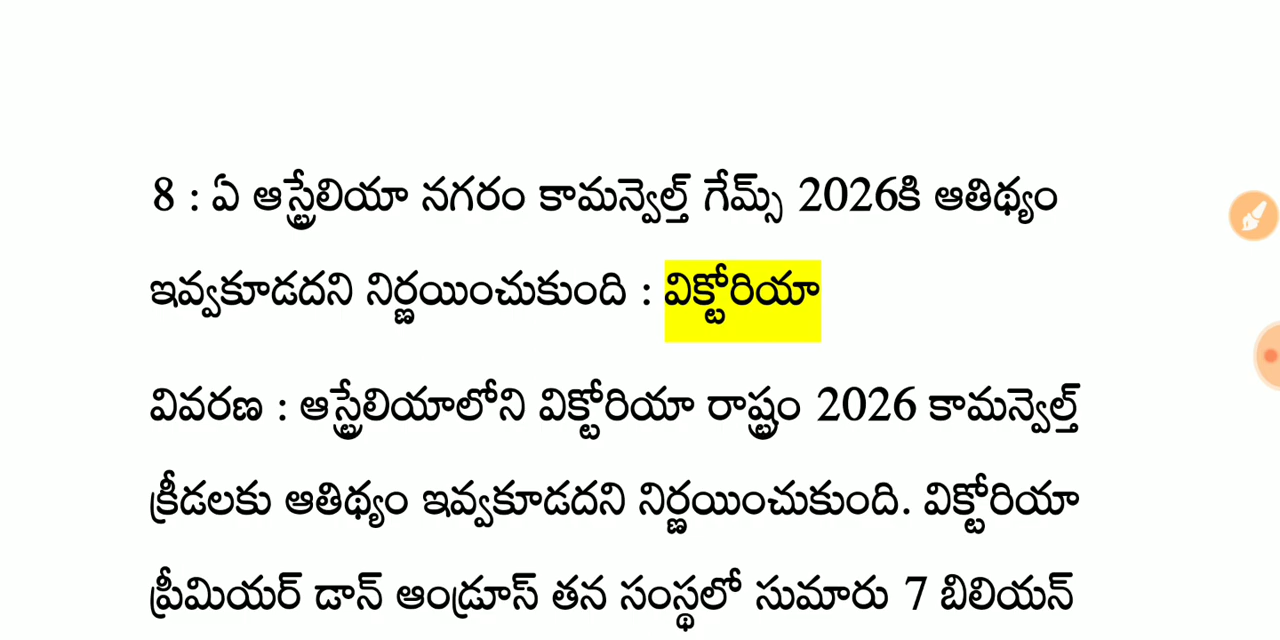 8 : ఏ ఆస్ట్రేలియా నగరం కామన్వెల్త్ గేమ్స్ 2026కి ఆతిథ్యం
ఇవ్వకూడదని నిర్ణయించుకుంది : విక్టోరియా
వివరణ : ఆస్ట్రేలియాలోని విక్టోరియా రాష్ట్రం 2026 కామన్వెల్త్
క్రీడలకు ఆతిథ్యం ఇవ్వకూడదని నిర్ణయించుకుంది. విక్టోరియా
ప్రీమియర్ డాన్ ఆండ్రూస్ తన సంస్థలో సుమారు 7 బిలియన్